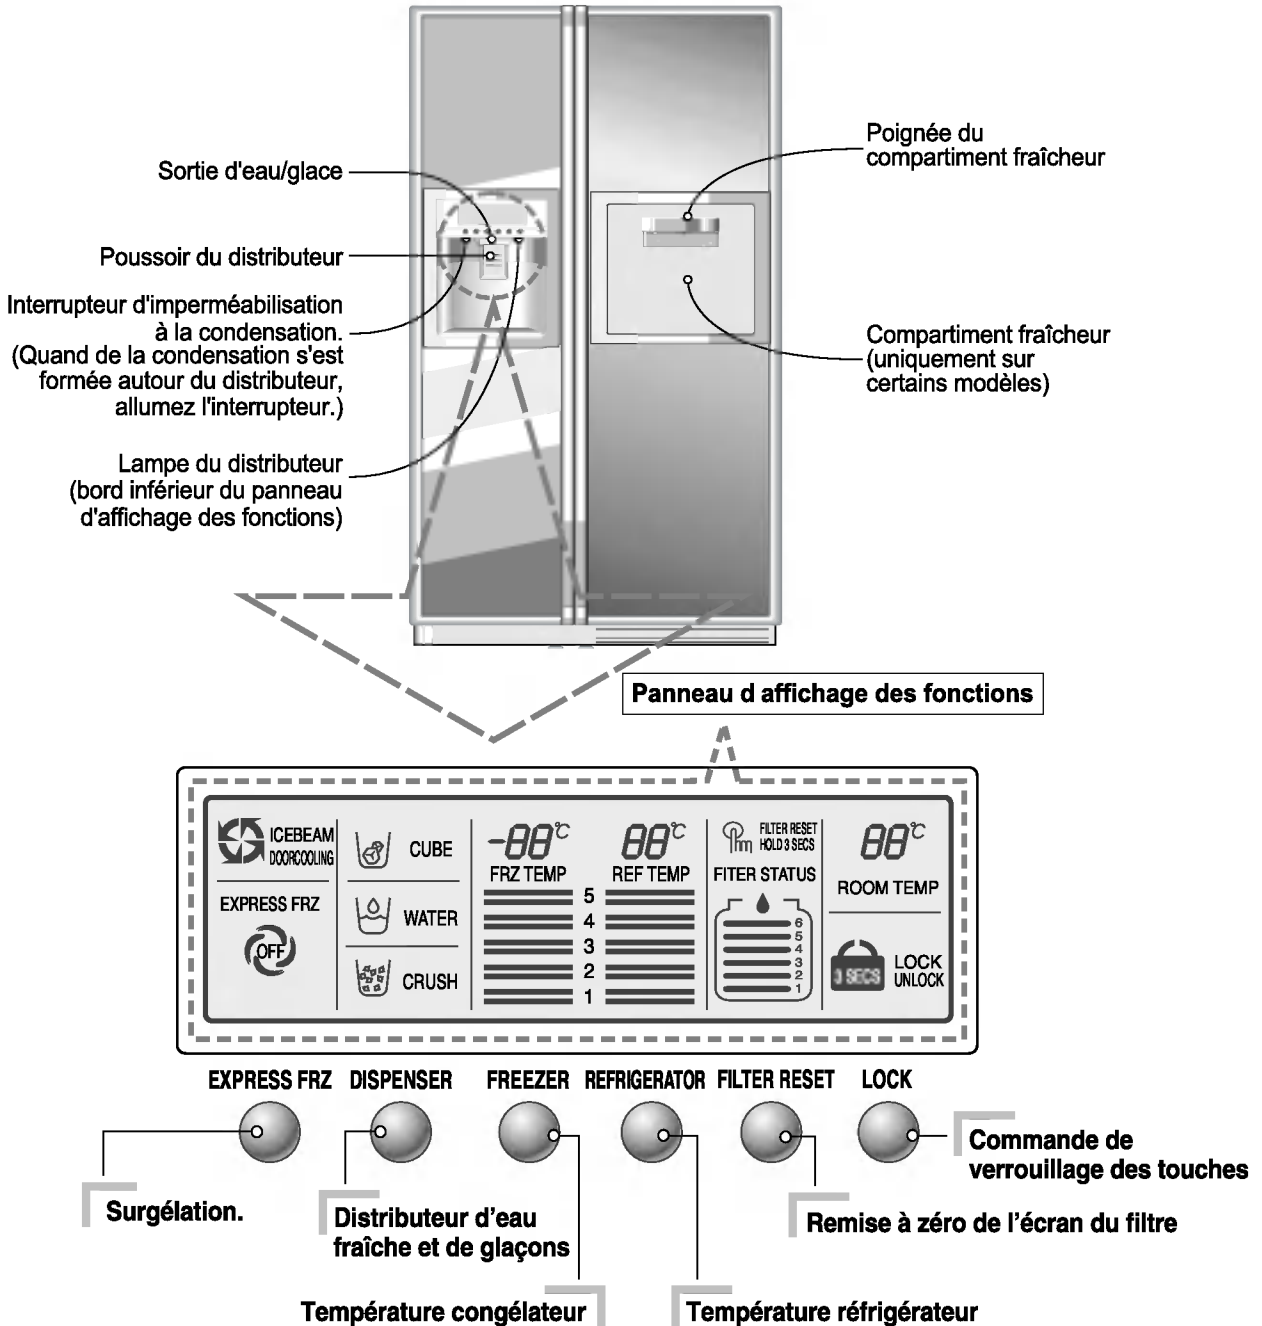 Poignée du
compartiment fraîcheur
Sortie d'eau/glace
Poussoir du distributeur
Interrupteur d'imperméabilisation
à la condensation.
(Quand de la condensation s'est
formée autour du distributeur,
allumez l'interrupteur.)
Compartiment fraîcheur
(uniquement sur
certains modèles)
Lampe du distributeur
(bord inférieur du panneau
d'affichage des fonctions)
Panneau d affichage des fonctions
ICEBEAM
DOORCOOLING
EXPRESS FRZ
OFF
CUBE
WATER
CRUSH
-88°C
FRZ TEMP
88°C
REF TEMP
5
4
3
2
1
FILTER RESET
HOLD 3 SECS
FITER STATUS
6
5
4
3
2
1
88°C
ROOM TEMP
3 SECS
LOCK
UNLOCK
EXPRESS FRZ
DISPENSER
FREEZER
REFRIGERATOR
FILTER RESET
LOCK
Commande de
verrouillage des touches
Surgélation.
Distributeur d'eau
fraîche et de glaçons
Remise à zéro de l'écran du filtre
Température congélateur
Température réfrigérateur